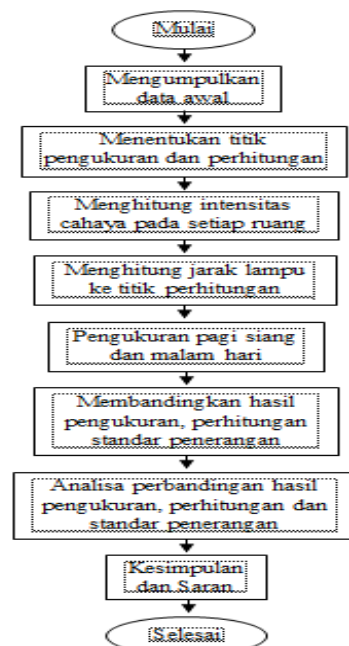 Mulai
Mengumpulkan
data awal
Menentukan titik
pengukuran dan perhitungan
Menghitung intensitas
cahaya pada setiap ruang
Menghitung jarak lampu
ke titik perhitungan
Pengukuran pagi siang
dan malam hari
Membandingkan hasil
pengukuran, perhitungan
standar penerangan
Analisa perbandingan hasil
pengukuran, perhitungan dan
standar penerangan
Kesimpulan
dan Saran
Selesai